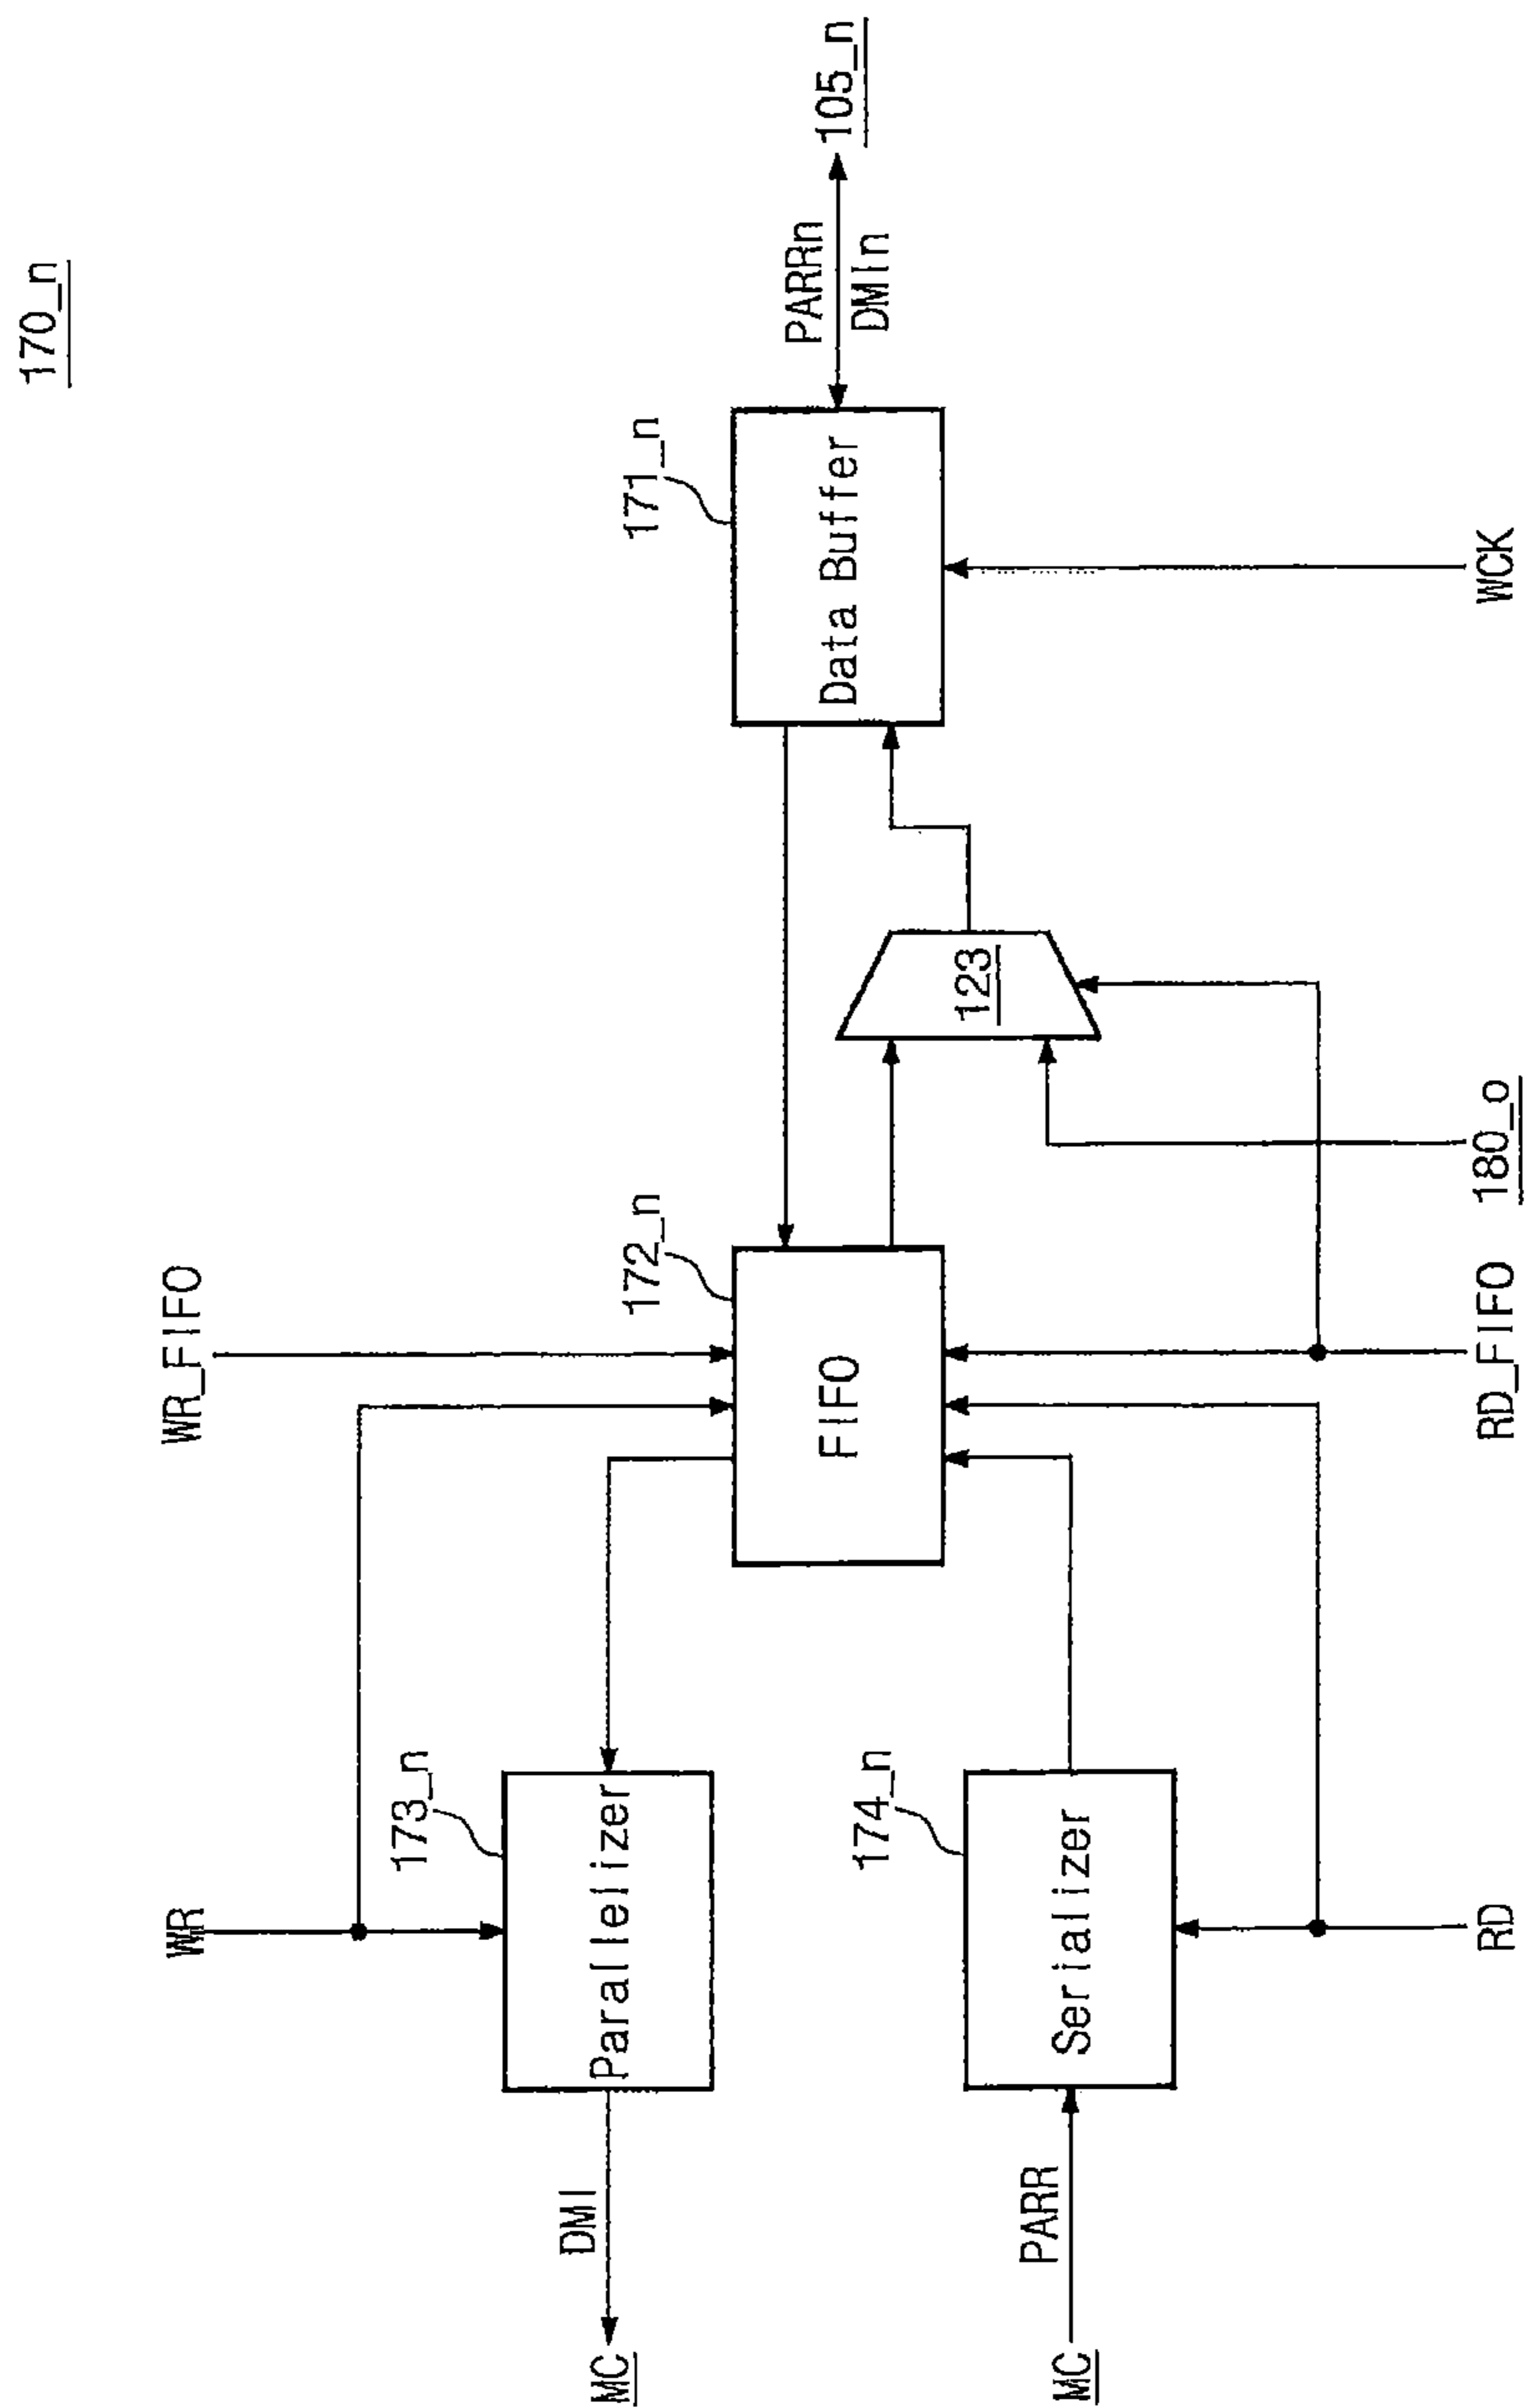 170_n
WR
WR_FIFO
173_n
172_n
171_n
DMI
MC
Parallelizer
FIFO
Data Buffer
PARRn
DMIn
105_n
174_n
123
PARR
MC
Serializer
RD
RD_FIFO
180_o
WCK